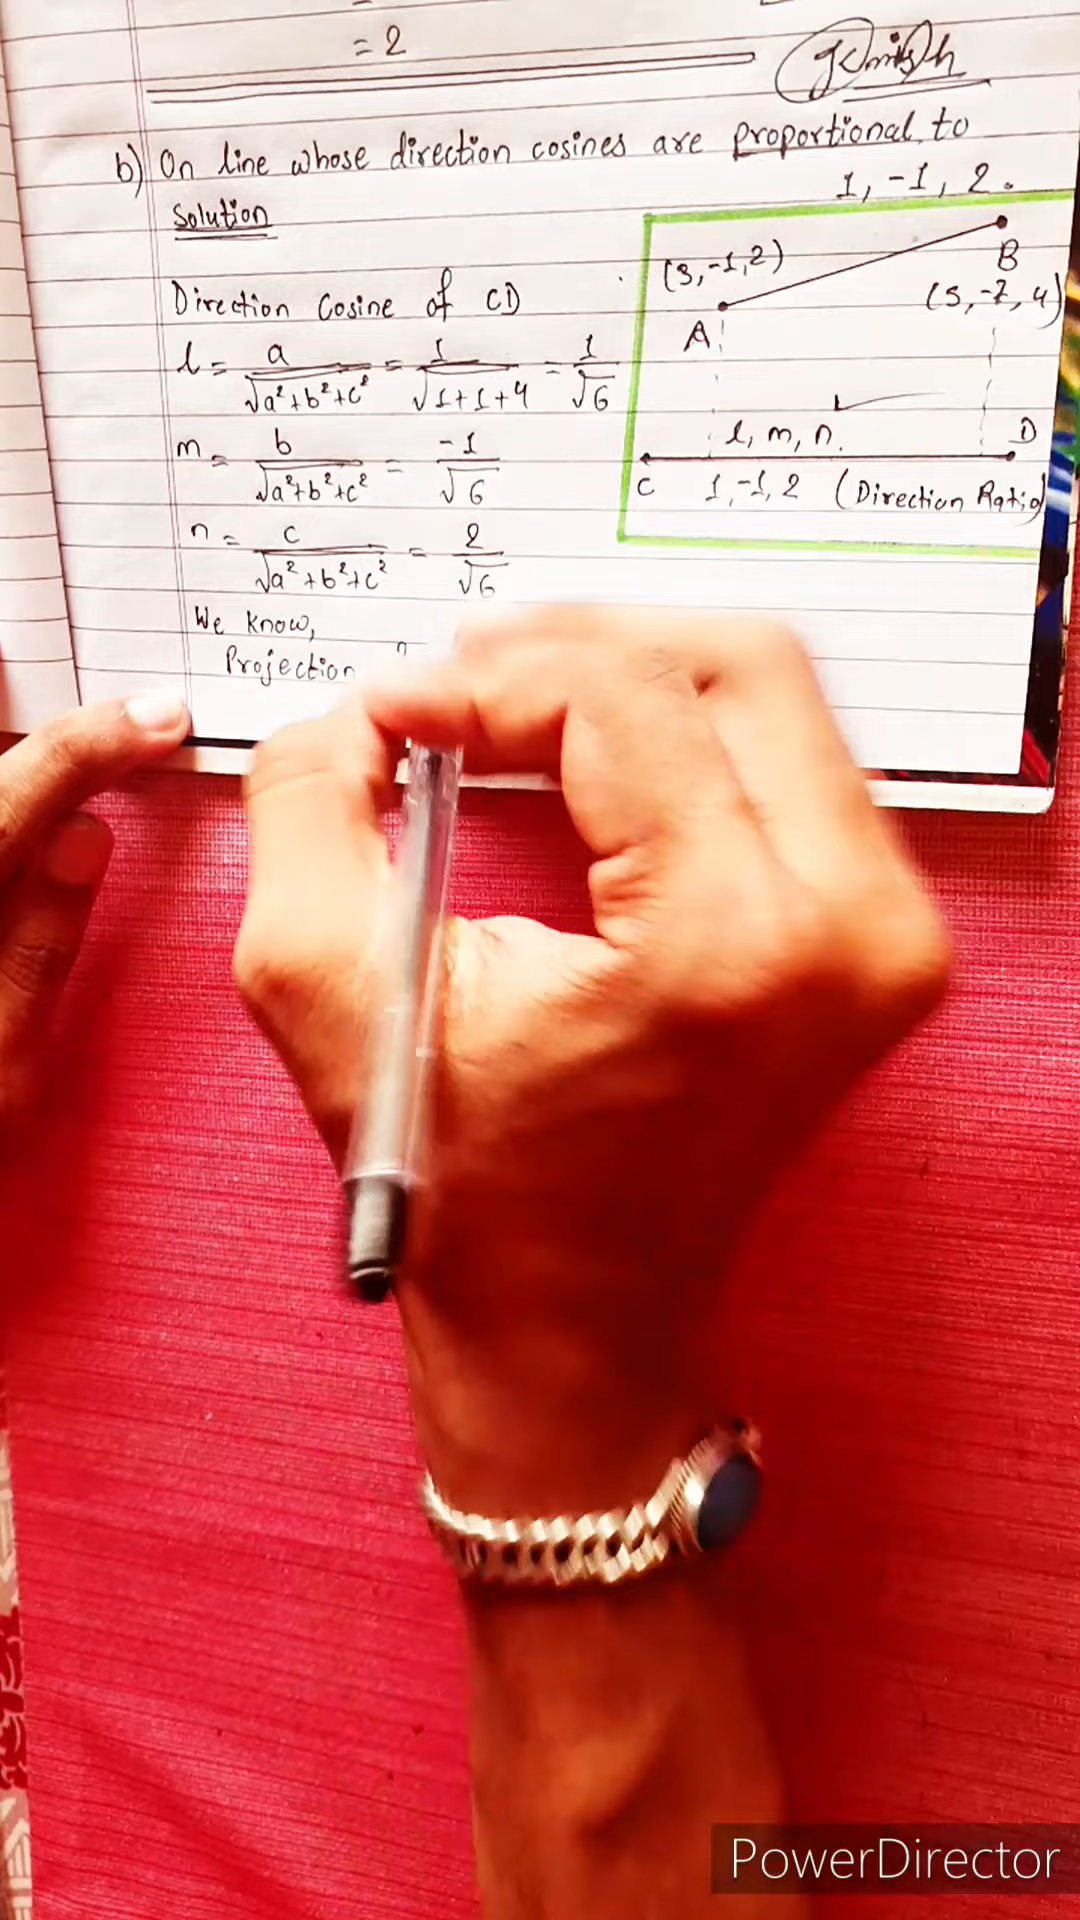 = 2
b) On line whose direction cosines are proportional to
1, -1, 2.
Solution
Direction Cosine of CD
l = a/√a²+b²+c² = 1/√1+1+4 = 1/√6
m = b/√a²+b²+c² = -1/√6
n = c/√a²+b²+c² = 2/√6
We know,
Projection
(3,-1,2)
B
(5,-7,4)
A
l, m, n.
D
C 1,-1,2 (Direction Ratio)
PowerDirector